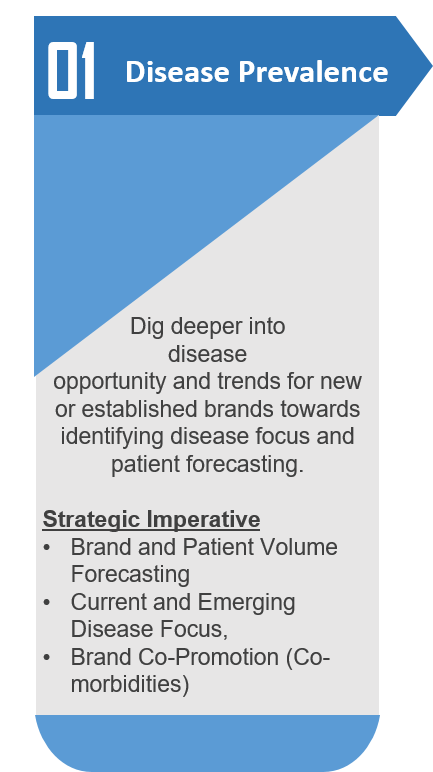 01 Disease Prevalence
Dig deeper into
disease
opportunity and trends for new
or established brands towards
identifying disease focus and
patient forecasting.
Strategic Imperative
• Brand and Patient Volume
Forecasting
• Current and Emerging
Disease Focus,
• Brand Co-Promotion (Co-
morbidities)